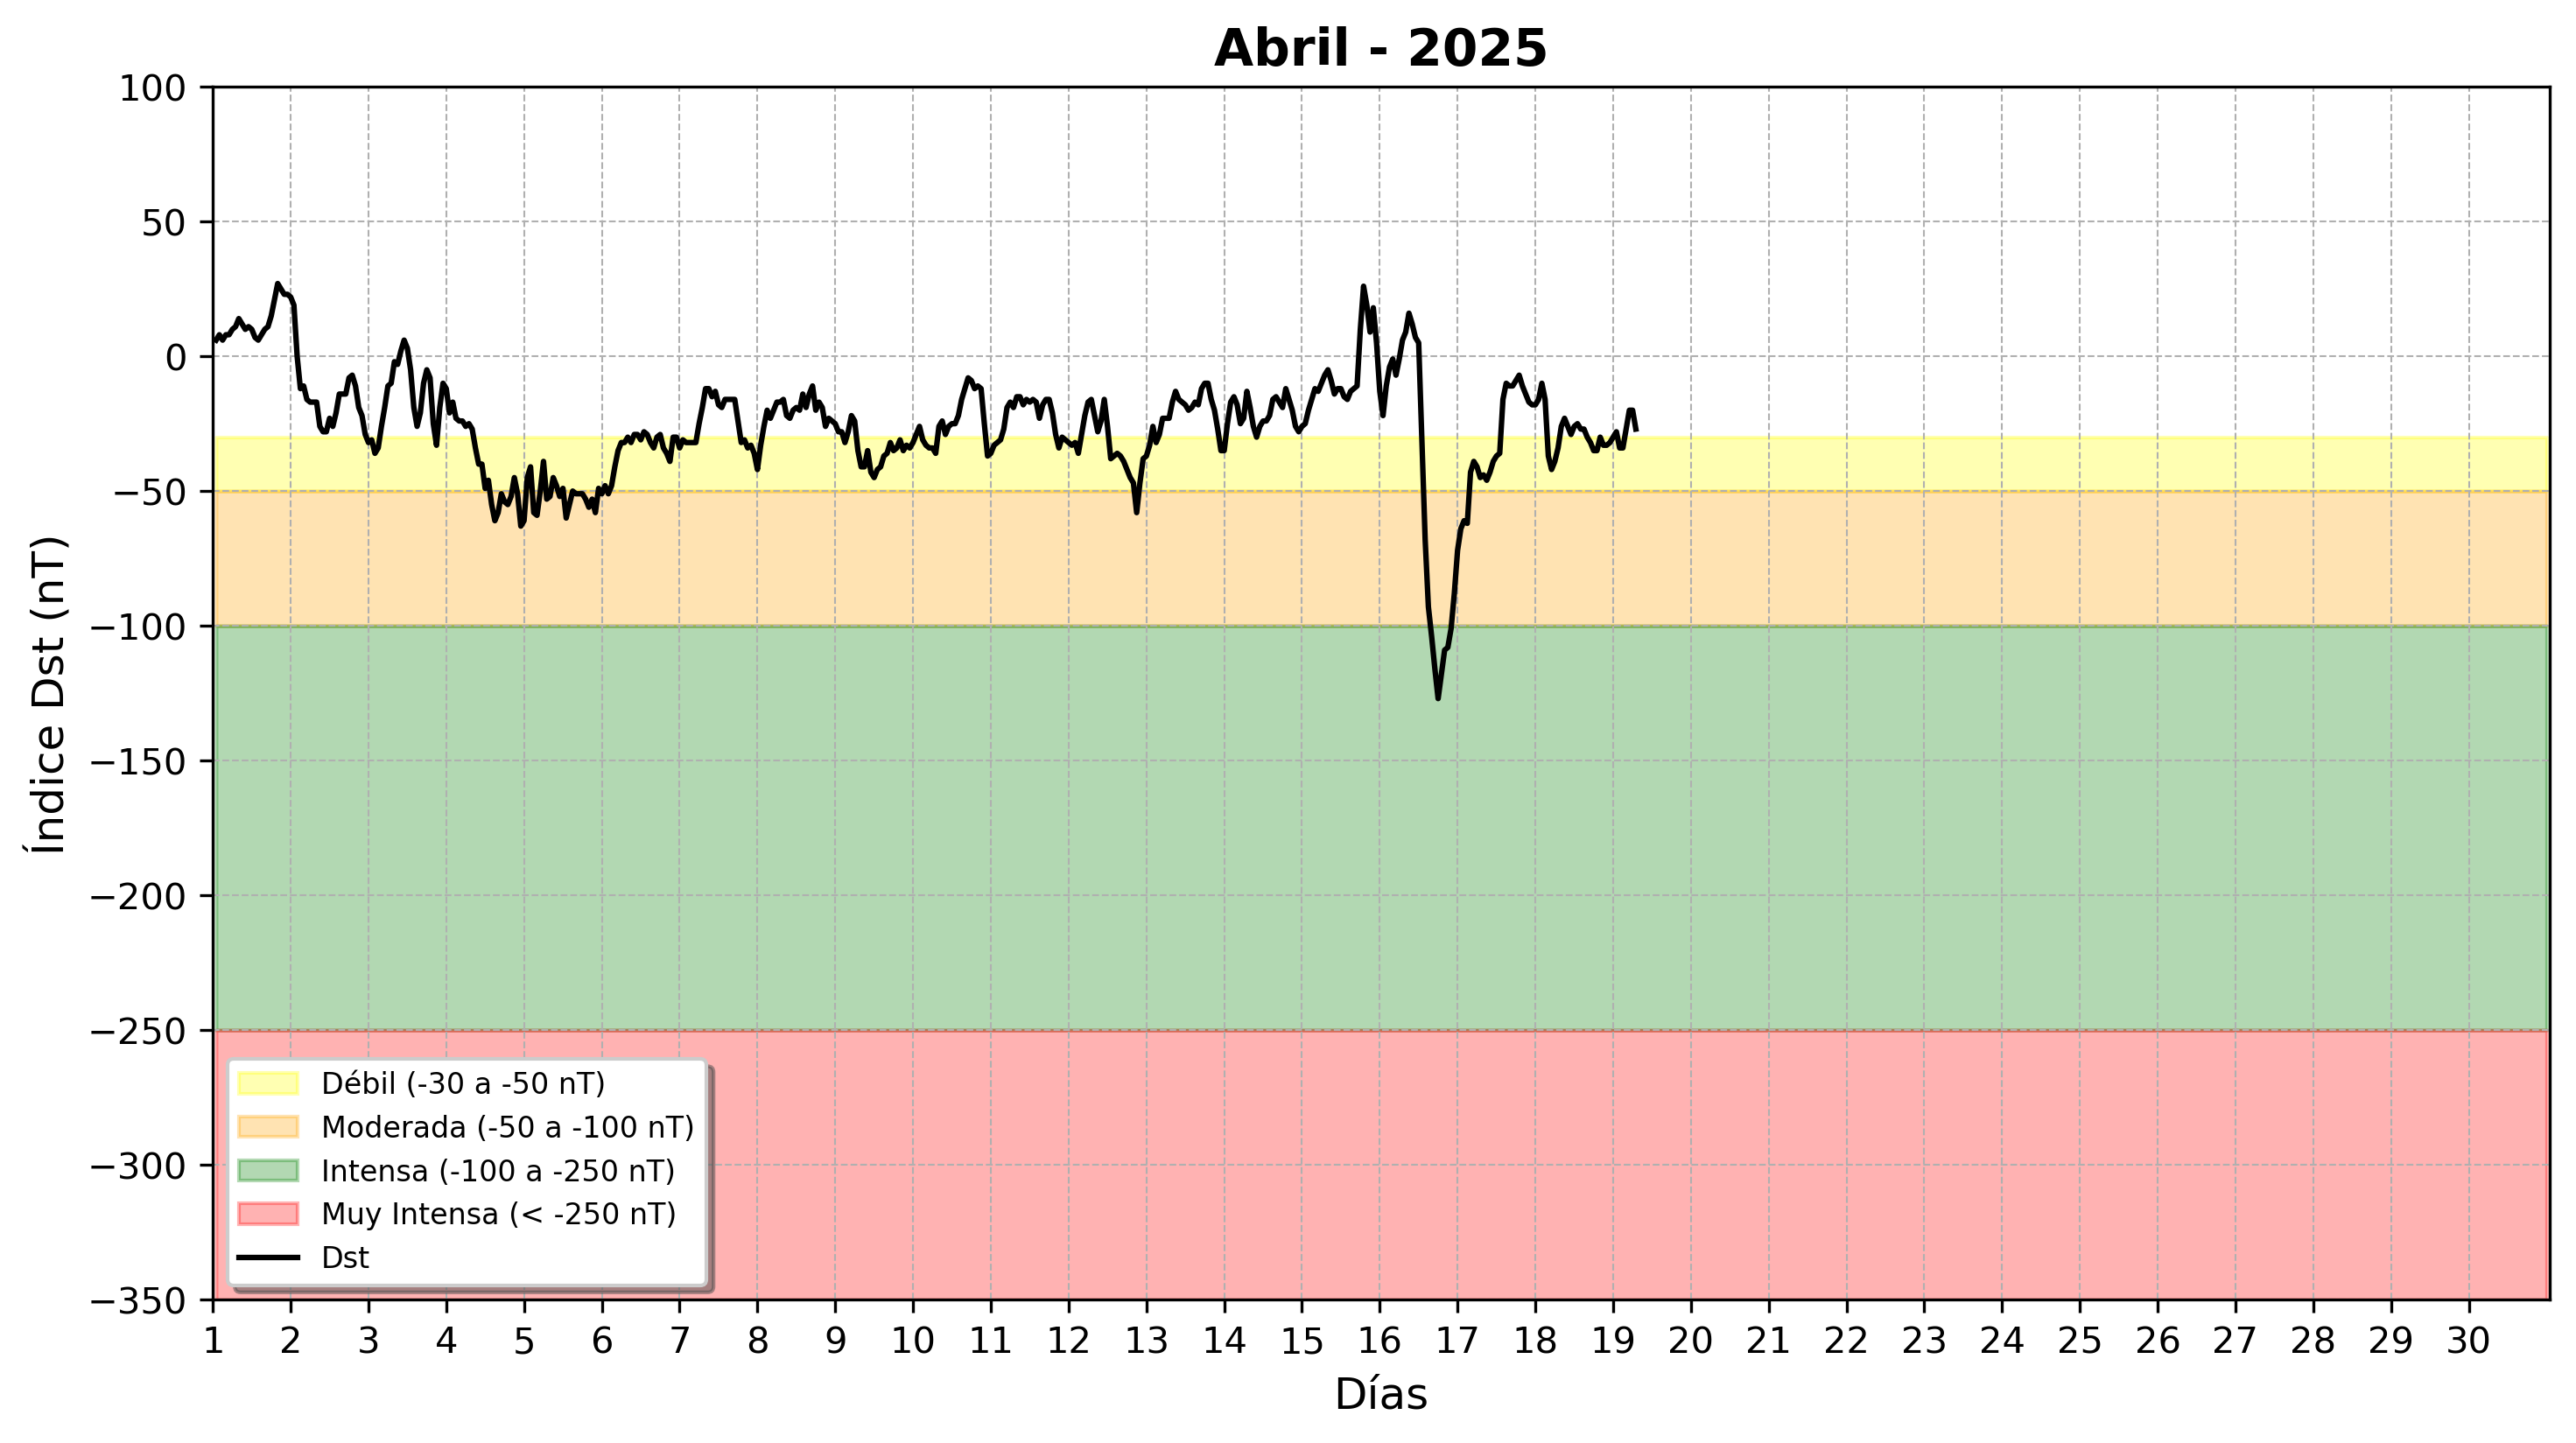 Abril - 2025
100
50
0
−50
−100
−150
−200
−250
−300
−350
Índice Dst (nT)
Débil (-30 a -50 nT)
Moderada (-50 a -100 nT)
Intensa (-100 a -250 nT)
Muy Intensa (< -250 nT)
Dst
1 2 3 4 5 6 7 8 9 10 11 12 13 14 15 16 17 18 19 20 21 22 23 24 25 26 27 28 29 30
Días